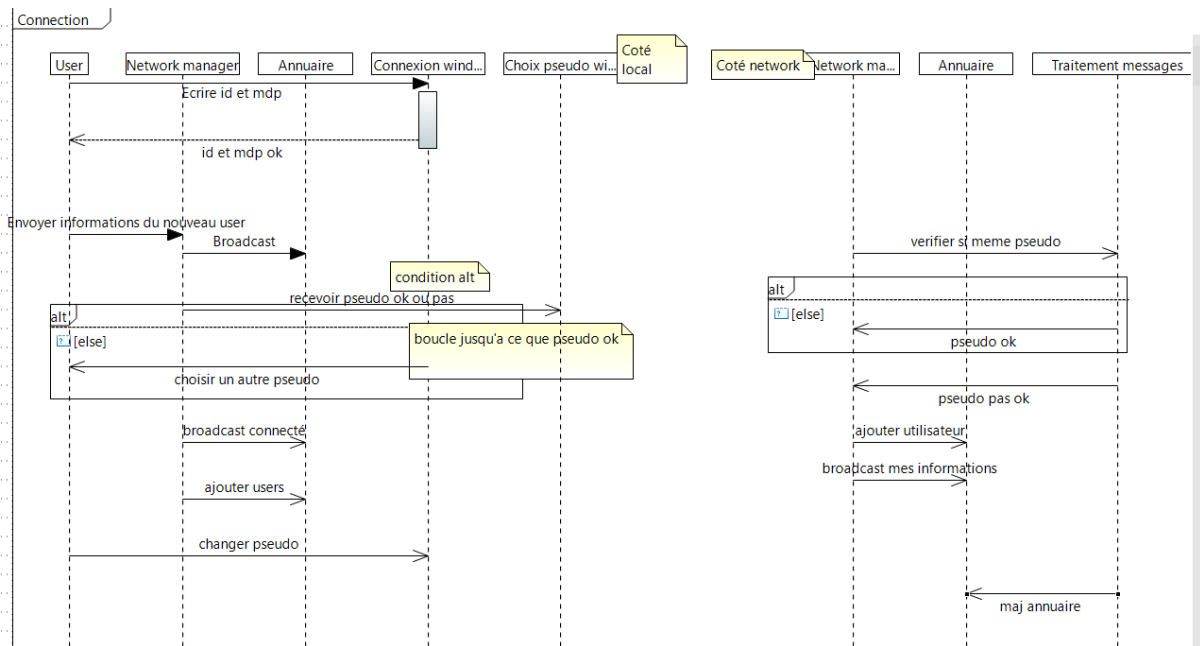 Connection
User
Network manager
Annuaire
Connexion wind...
Choix pseudo wi...
Coté
local
Coté network
Network ma...
Annuaire
Traitement messages
Ecrire id et mdp
id et mdp ok
Envoyer informations du nouveau user
Broadcast
verifier si meme pseudo
condition alt
recevoir pseudo ok ou pas
alt
[else]
boucle jusqu'a ce que pseudo ok
choisir un autre pseudo
alt
[else]
pseudo ok
pseudo pas ok
broadcast connecté
ajouter utilisateur
broadcast mes informations
ajouter users
changer pseudo
maj annuaire